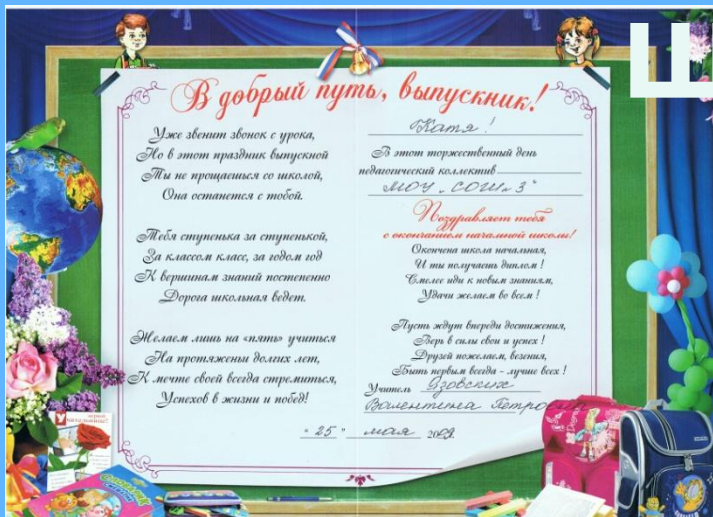 В добрый путь, выпускник!
Уже звенит звонок с урока,
Но в этот праздник выпускной
Ты не прощаешься со школой,
Она останется с тобой.
Тебя ступенька за ступенькой,
За классом класс, за годом год
К вершинам знаний постепенно
Дорога школьная ведет.
Желаем лишь на «пять» учиться
На протяженьи долгих лет,
К мечте своей всегда стремиться,
Успехов в жизни и побед!
Катя!
В этот торжественный день
педагогический коллектив
МОУ „СОШ № 3"
Поздравляет тебя
с окончанием начальной школы!
Окончена школа начальная,
И ты получаешь диплом!
Смелее иди к новым знаниям,
Удачи желаем во всем!
Пусть ждут впереди достижения,
Верь в силы свои и успех!
Друзей пожелаем, везения,
Быть первым всегда - лучше всех!
Учитель Язовских
Валентина Петровна
"25" мая 2009